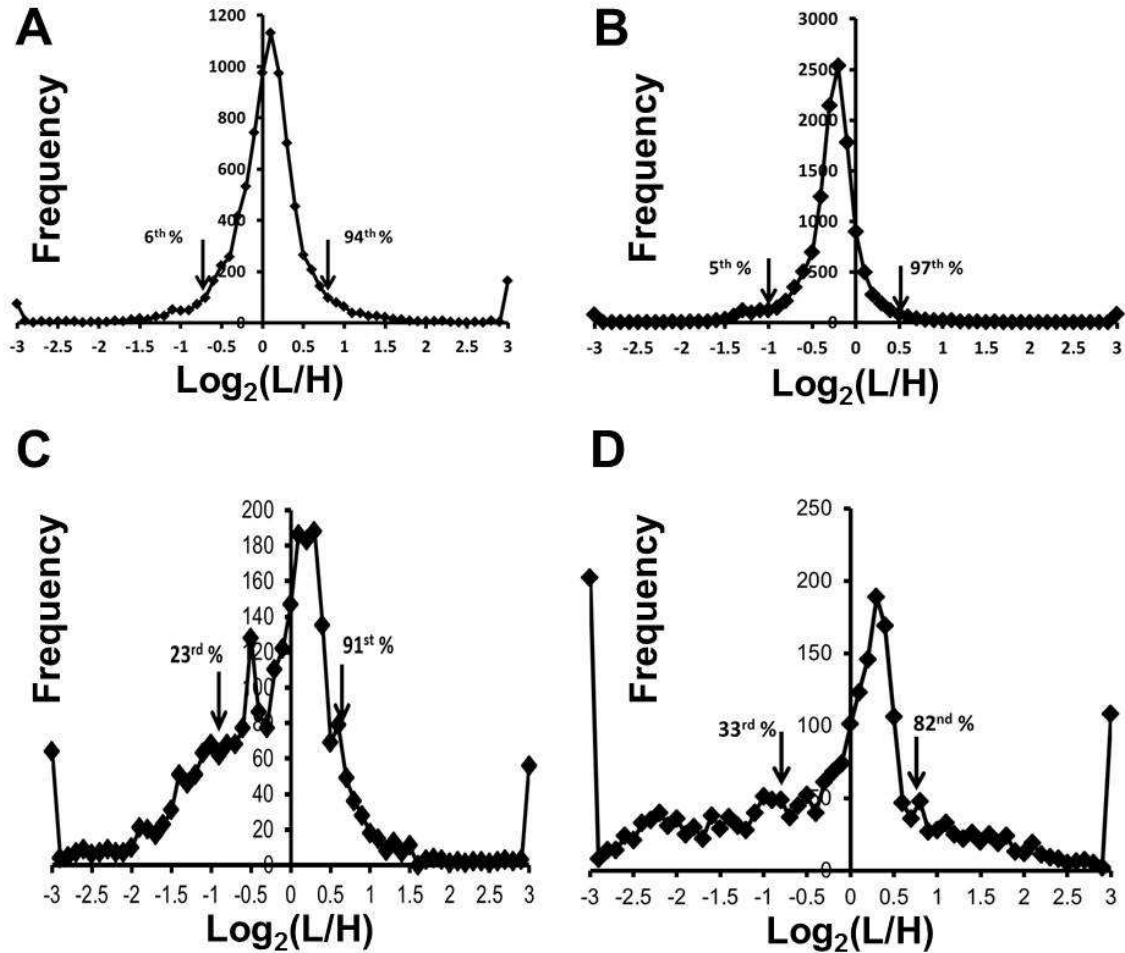 A
Frequency
1200
1000
800
600
400
200
0
6th %
94th %
-3 -2.5 -2 -1.5 -1 -0.5 0 0.5 1 1.5 2 2.5 3
Log2(L/H)
B
Frequency
3000
2500
2000
1500
1000
500
0
5th %
97th %
-3 -2.5 -2 -1.5 -1 -0.5 0 0.5 1 1.5 2 2.5 3
Log2(L/H)
C
Frequency
200
180
160
140
120
100
80
60
40
20
0
23rd %
91st %
-3 -2.5 -2 -1.5 -1 -0.5 0 0.5 1 1.5 2 2.5 3
Log2(L/H)
D
Frequency
250
200
150
100
50
0
33rd %
82nd %
-3 -2.5 -2 -1.5 -1 -0.5 0 0.5 1 1.5 2 2.5 3
Log2(L/H)